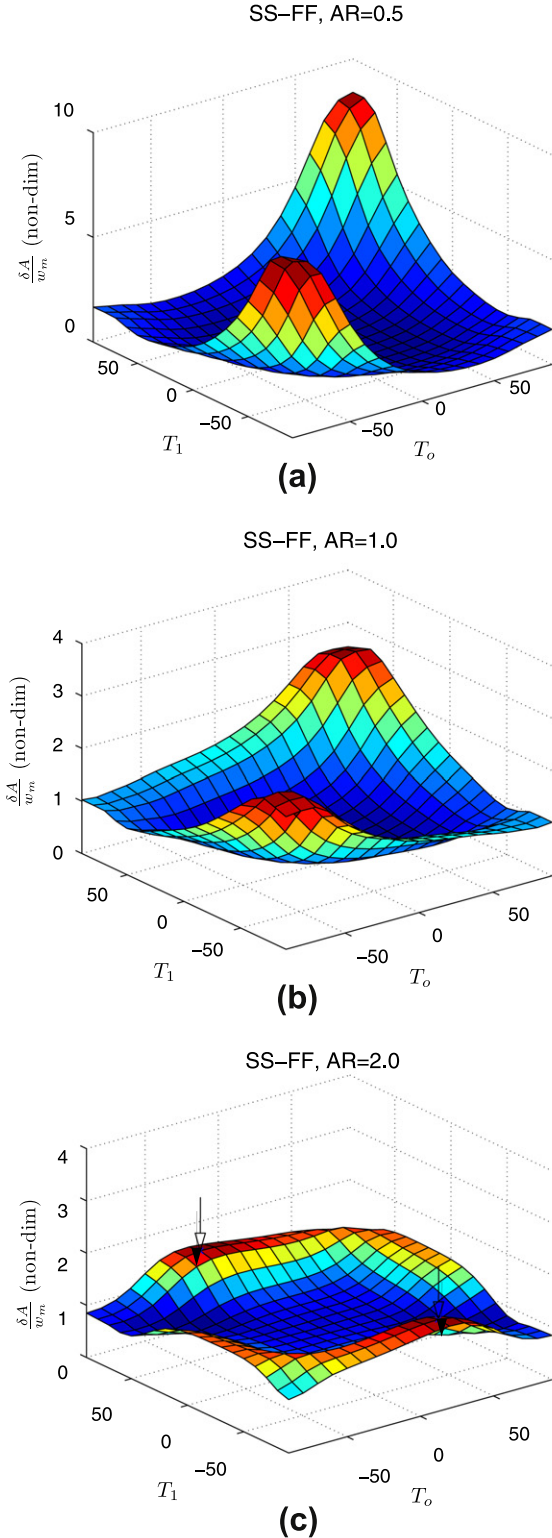 SS−FF, AR=0.5
10
5
0
δA/w_m (non-dim)
50
0
−50
T_1
−50
0
50
T_o
(a)
SS−FF, AR=1.0
4
3
2
1
0
δA/w_m (non-dim)
50
0
−50
T_1
−50
0
50
T_o
(b)
SS−FF, AR=2.0
4
3
2
1
0
δA/w_m (non-dim)
50
0
−50
T_1
−50
0
50
T_o
(c)